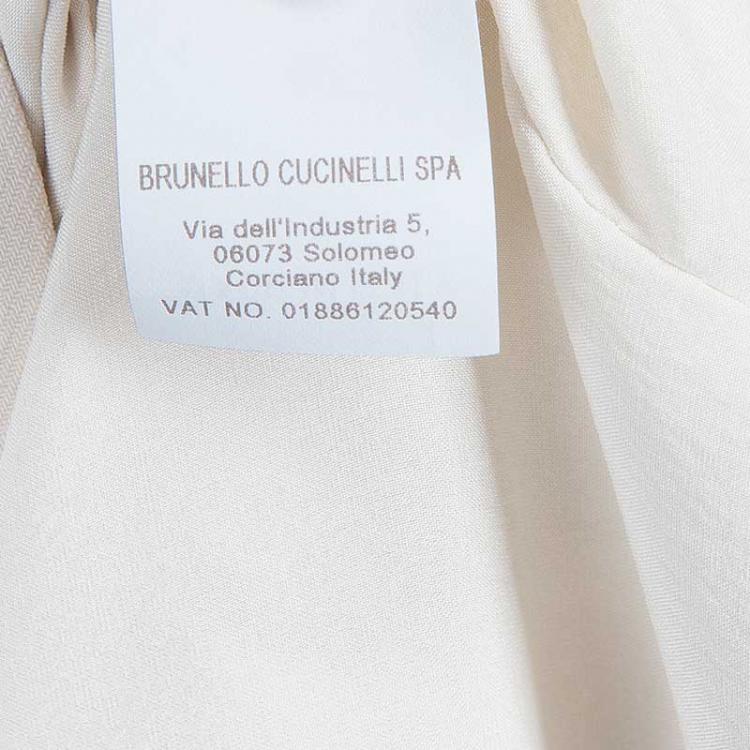 BRUNELLO CUCINELLI SPA
Via dell'Industria 5,
06073 Solomeo
Corciano Italy
VAT NO. 01886120540